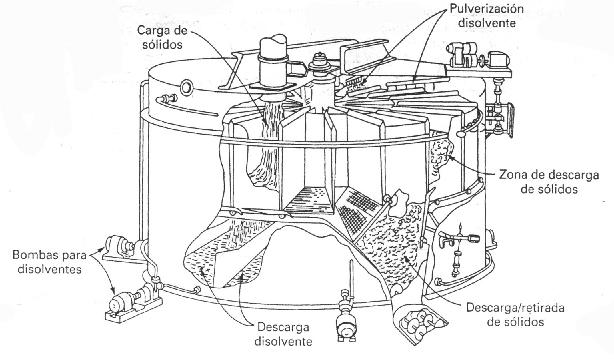 Pulverización
disolvente
Carga de
sólidos
Zona de descarga
de sólidos
Bombas para
disolventes
Descarga
disolvente
Descarga/retirada
de sólidos